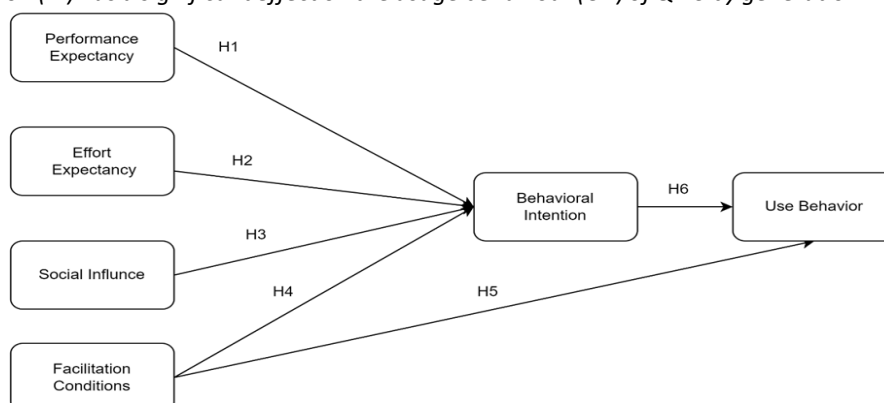 Performance
Expectancy
H1
Effort
Expectancy
H2
Behavioral
Intention
H6
Use Behavior
H3
Social Influnce
H4
H5
Facilitation
Conditions